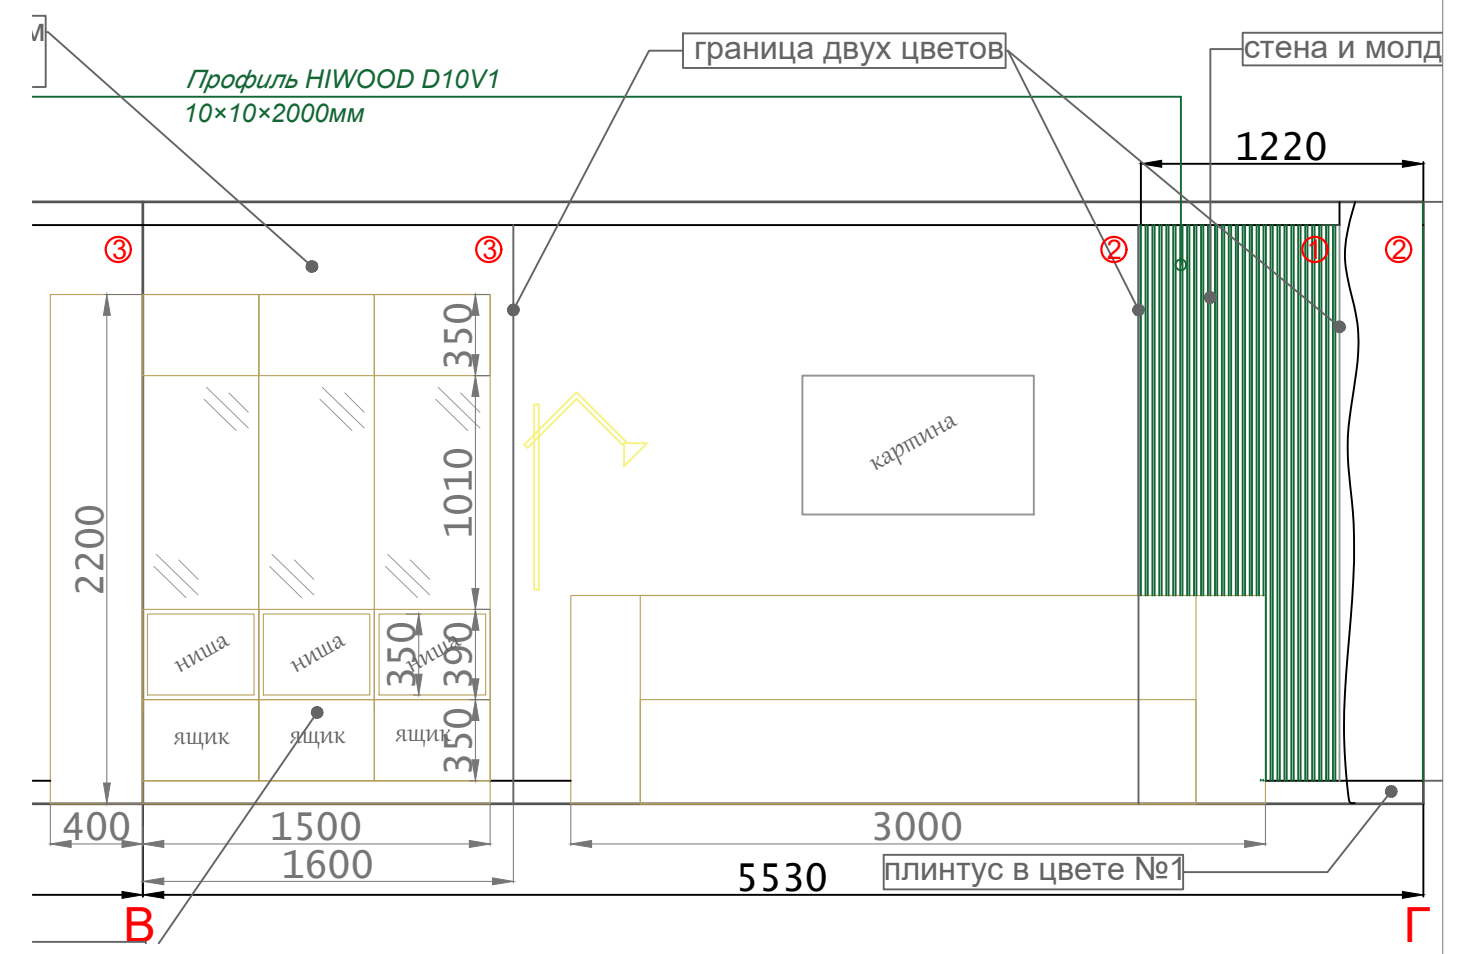 м
граница двух цветов
стена и молд
Профиль HIWOOD D10V1
10×10×2000мм
1220
3
3
2
1
2
350
картина
1010
2200
ниша
ниша
350
390
ниша
ящик
ящик
ящик
350
400
1500
3000
1600
5530
плинтус в цвете №1
В
Г